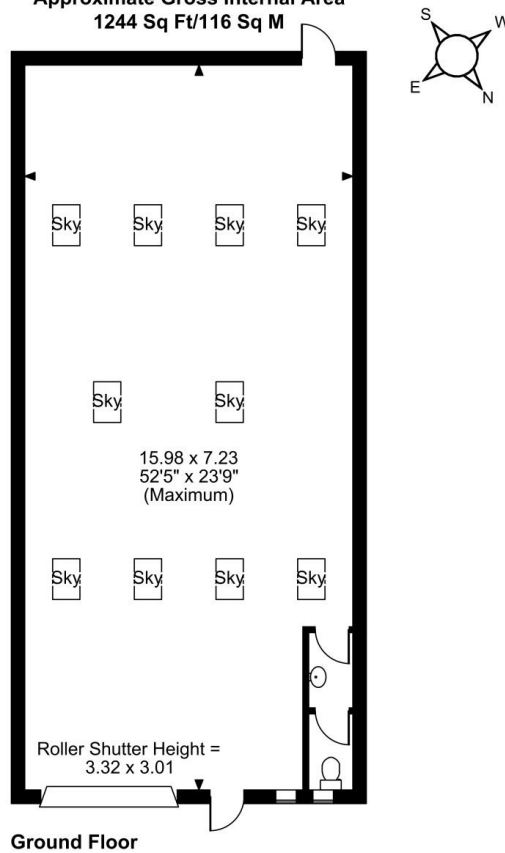 Approximate Gross Internal Area
1244 Sq Ft/116 Sq M
S
W
E
N
Sky
Sky
Sky
Sky
Sky
Sky
15.98 x 7.23
52'5" x 23'9"
(Maximum)
Sky
Sky
Sky
Sky
Roller Shutter Height =
3.32 x 3.01
Ground Floor